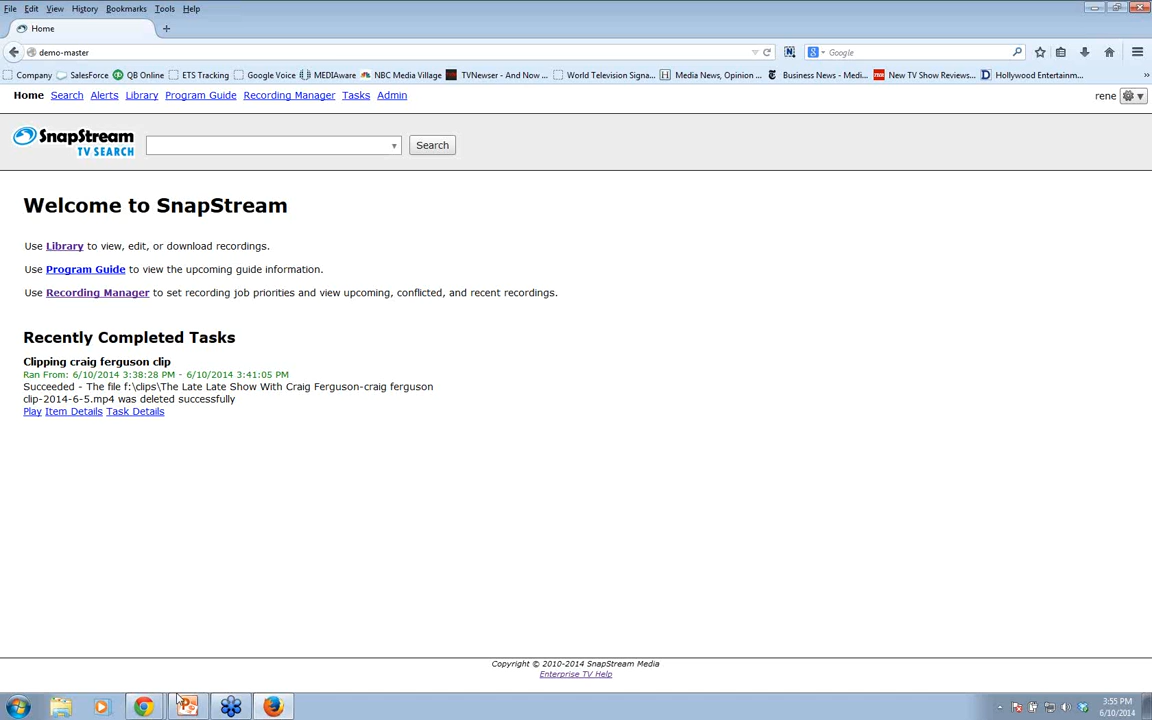 File Edit View History Bookmarks Tools Help
Home
demo-master
Google
Company SalesForce QB Online ETS Tracking Google Voice MEDIAware NBC Media Village TVNewser - And Now ... World Television Signa... Media News, Opinion ... Business News - Medi... New TV Show Reviews... Hollywood Entertainm...
Home Search Alerts Library Program Guide Recording Manager Tasks Admin rene
SnapStream
TV SEARCH
Search
Welcome to SnapStream
Use Library to view, edit, or download recordings.
Use Program Guide to view the upcoming guide information.
Use Recording Manager to set recording job priorities and view upcoming, conflicted, and recent recordings.
Recently Completed Tasks
Clipping craig ferguson clip
Ran From: 6/10/2014 3:38:28 PM - 6/10/2014 3:41:05 PM
Succeeded - The file f:\clips\The Late Late Show With Craig Ferguson-craig ferguson
clip-2014-6-5.mp4 was deleted successfully
Play Item Details Task Details
Copyright © 2010-2014 SnapStream Media
Enterprise TV Help
3:55 PM
6/10/2014